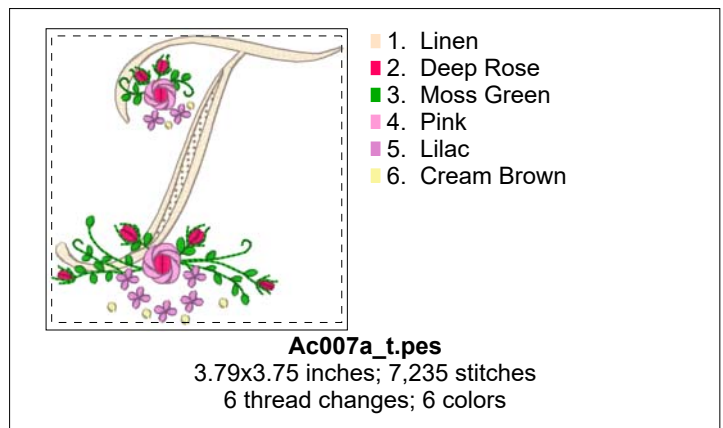 1. Linen
2. Deep Rose
3. Moss Green
4. Pink
5. Lilac
6. Cream Brown
Ac007a_t.pes
3.79x3.75 inches; 7,235 stitches
6 thread changes; 6 colors